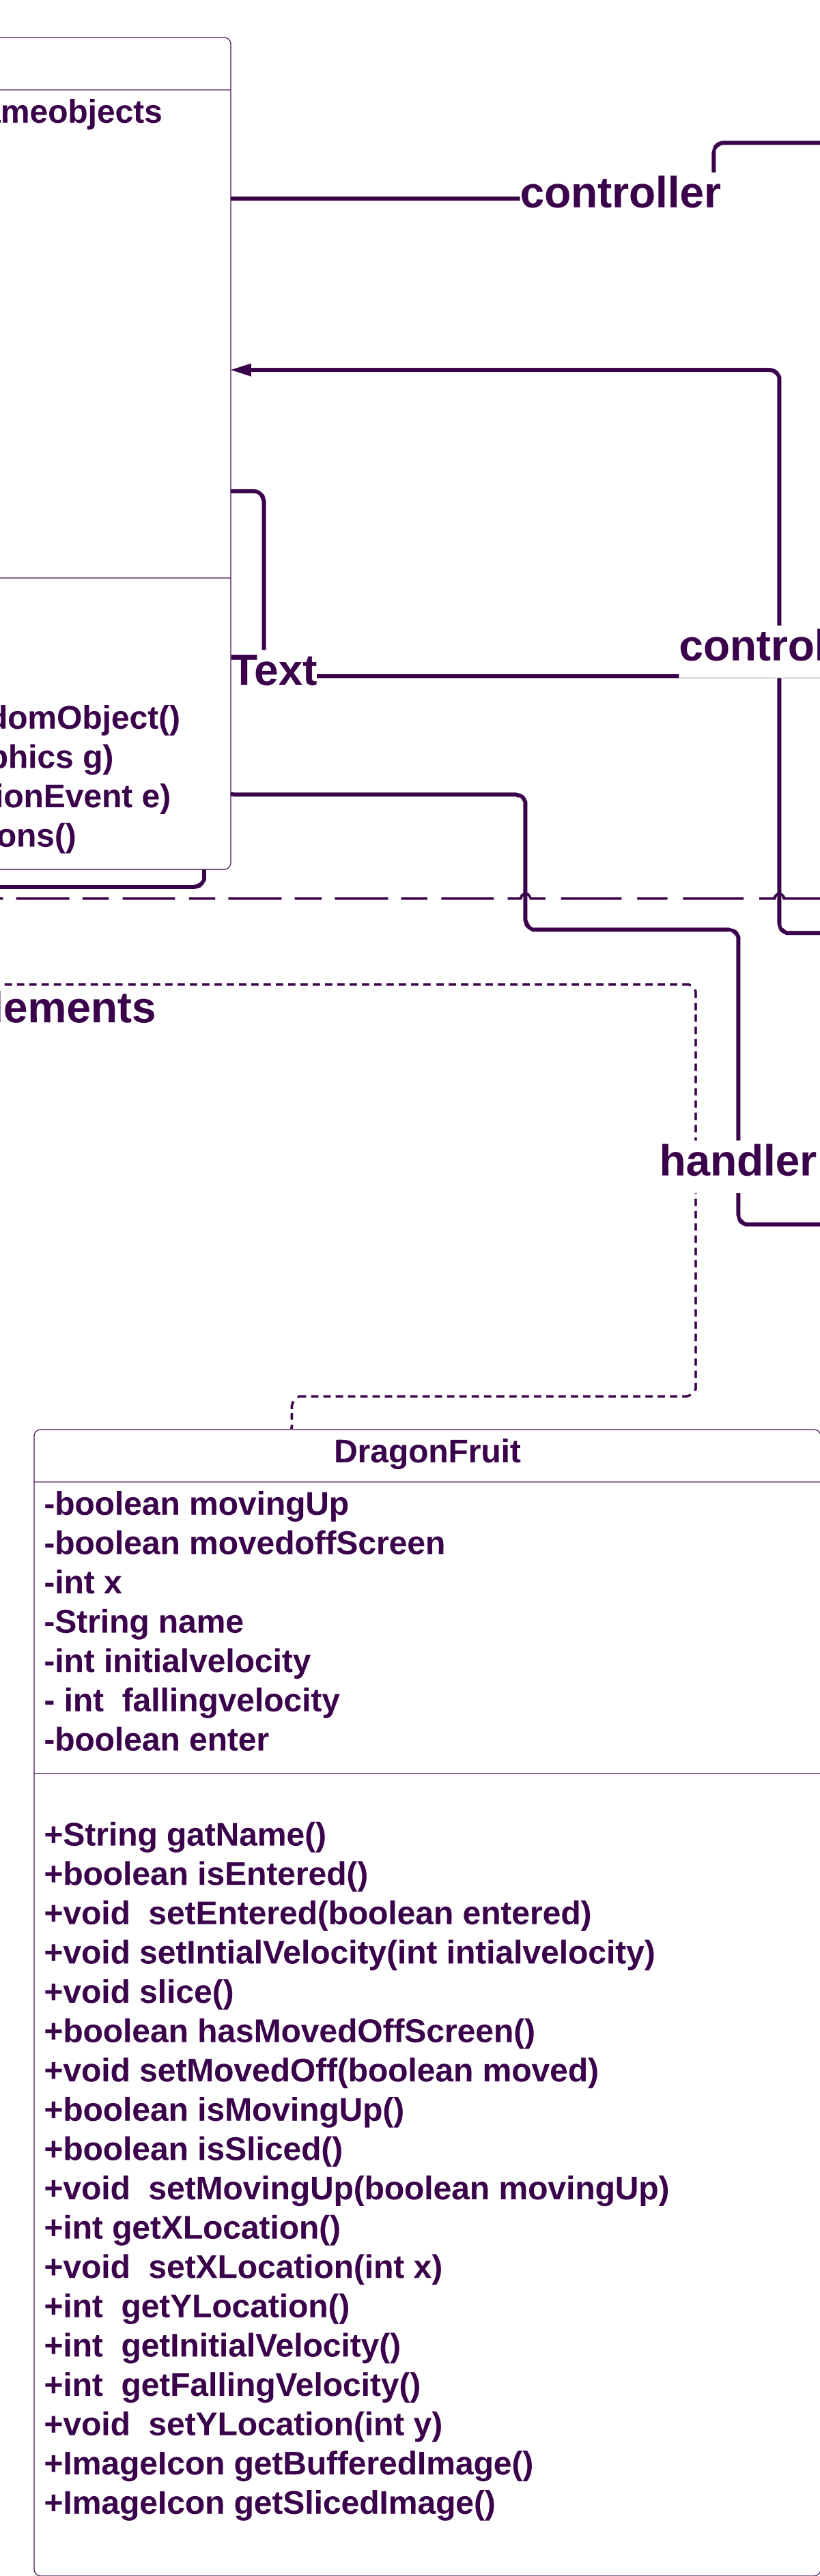 ameobjects
controller
control
Text
domObject()
phics g)
ionEvent e)
ons()
lements
handler
DragonFruit
-boolean movingUp
-boolean movedoffScreen
-int x
-String name
-int initialvelocity
- int  fallingvelocity
-boolean enter
+String gatName()
+boolean isEntered()
+void  setEntered(boolean entered)
+void setIntialVelocity(int intialvelocity)
+void slice()
+boolean hasMovedOffScreen()
+void setMovedOff(boolean moved)
+boolean isMovingUp()
+boolean isSliced()
+void  setMovingUp(boolean movingUp)
+int getXLocation()
+void  setXLocation(int x)
+int  getYLocation()
+int  getInitialVelocity()
+int  getFallingVelocity()
+void  setYLocation(int y)
+ImageIcon getBufferedImage()
+ImageIcon getSlicedImage()